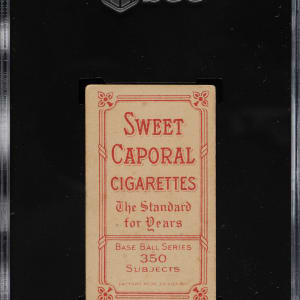 SWEET
CAPORAL
CIGARETTES
The Standard
for Years
BASE BALL SERIES
350
SUBJECTS